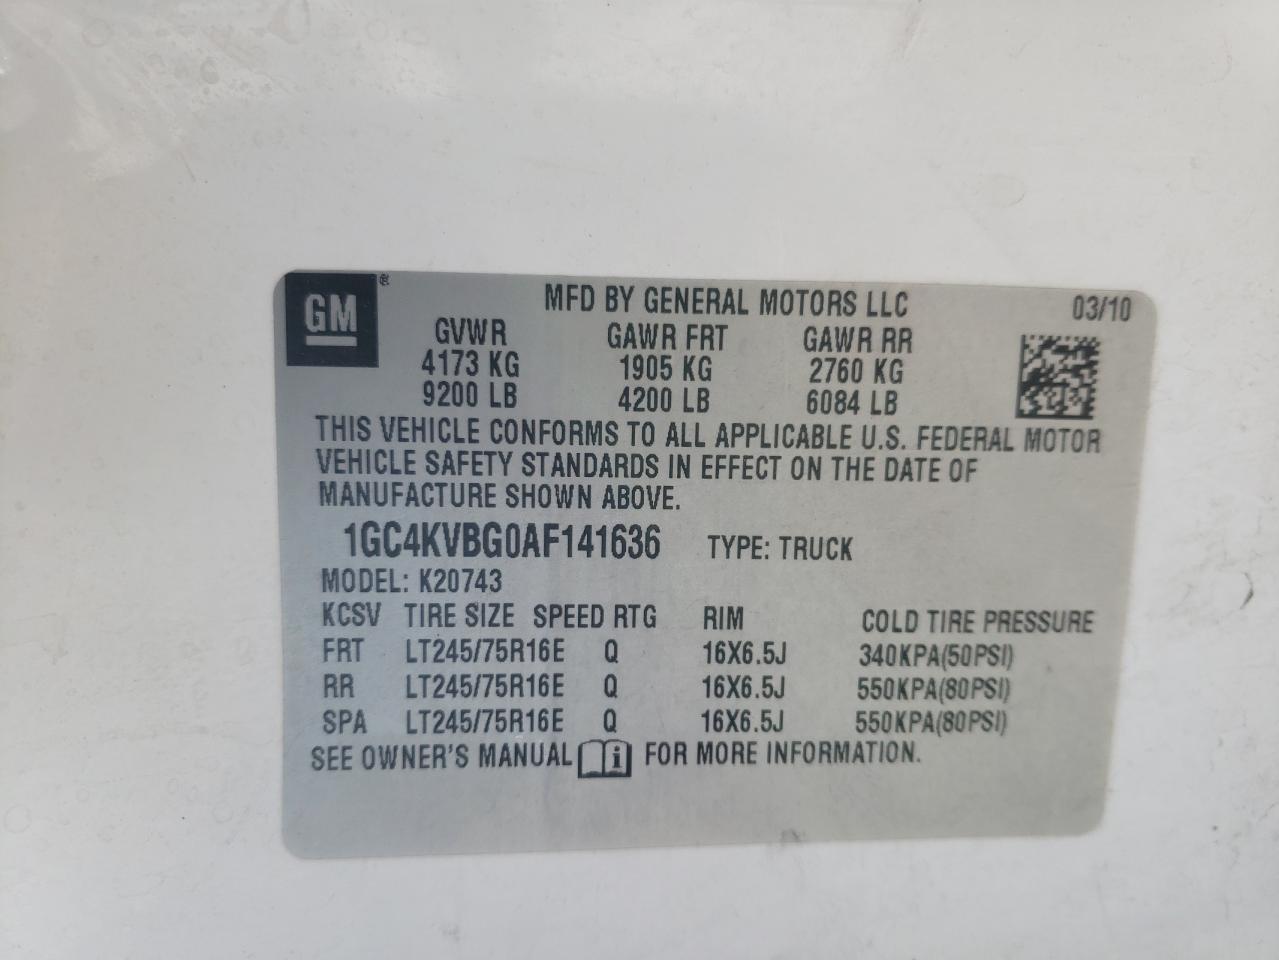 GM ® MFD BY GENERAL MOTORS LLC 03/10
GVWR GAWR FRT GAWR RR
4173 KG 1905 KG 2760 KG
9200 LB 4200 LB 6084 LB
THIS VEHICLE CONFORMS TO ALL APPLICABLE U.S. FEDERAL MOTOR
VEHICLE SAFETY STANDARDS IN EFFECT ON THE DATE OF
MANUFACTURE SHOWN ABOVE.
1GC4KVBG0AF141636 TYPE: TRUCK
MODEL: K20743
KCSV TIRE SIZE SPEED RTG RIM COLD TIRE PRESSURE
FRT LT245/75R16E Q 16X6.5J 340KPA(50PSI)
RR LT245/75R16E Q 16X6.5J 550KPA(80PSI)
SPA LT245/75R16E Q 16X6.5J 550KPA(80PSI)
SEE OWNER'S MANUAL i FOR MORE INFORMATION.